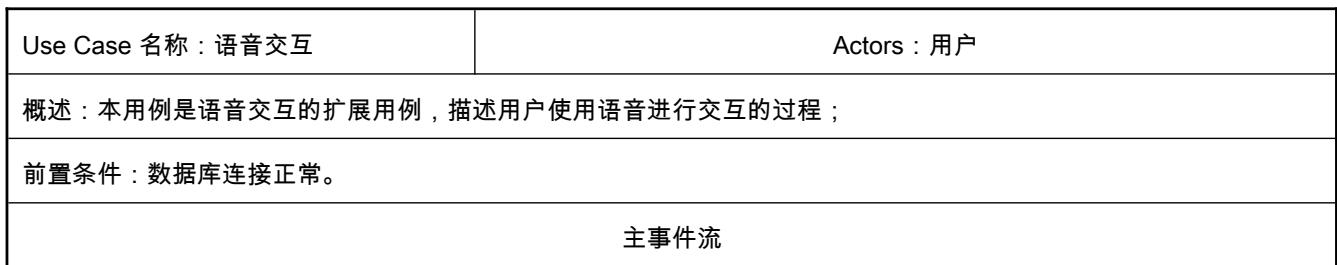 Use Case 名称：语音交互
Actors：用户
概述：本用例是语音交互的扩展用例，描述用户使用语音进行交互的过程；
前置条件：数据库连接正常。
主事件流